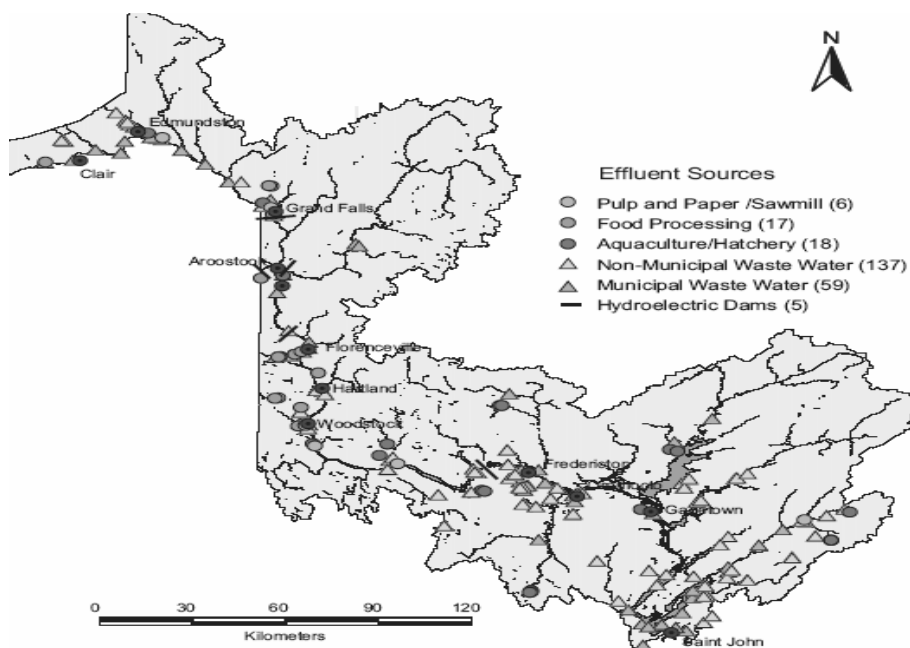 N
Edmundston
Clair
Effluent Sources
Pulp and Paper /Sawmill (6)
Grand Falls
Food Processing (17)
Aquaculture/Hatchery (18)
Aroostook
Non-Municipal Waste Water (137)
Municipal Waste Water (59)
Hydroelectric Dams (5)
Florenceville
Hartland
Woodstock
Fredericton
Gagetown
0 30 60 90 120
Kilometers
Saint John